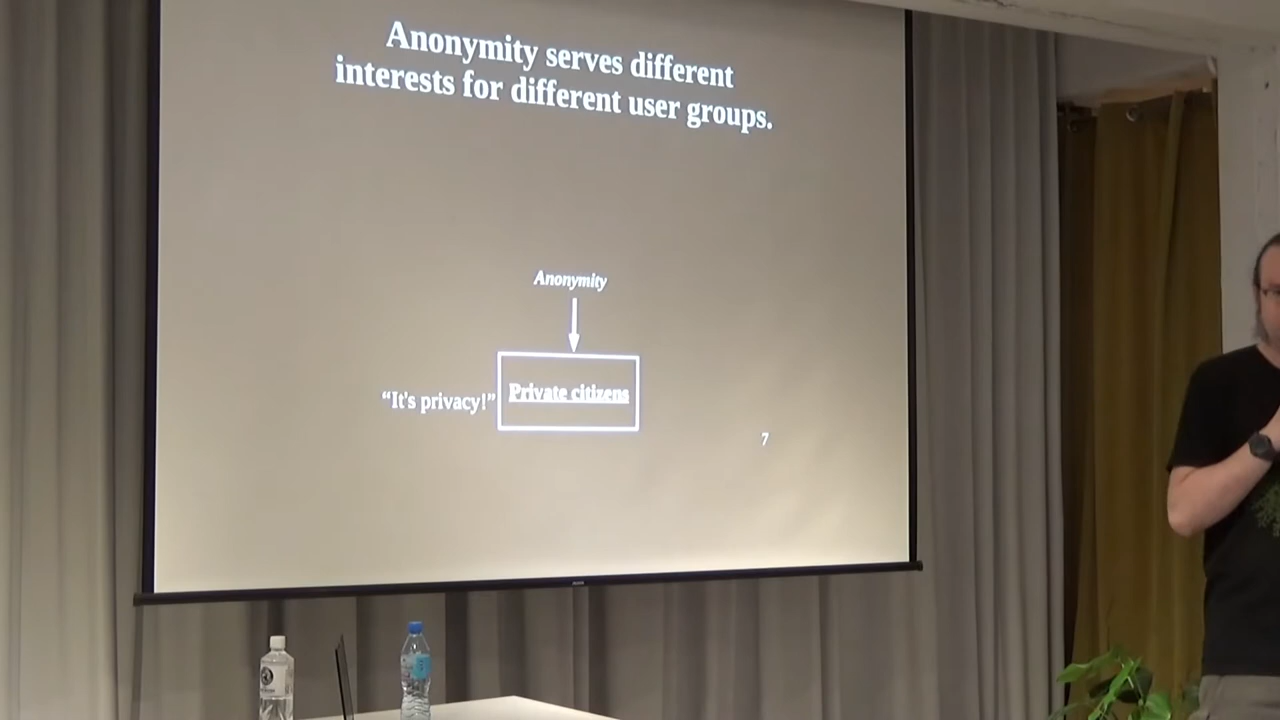 Anonymity serves different
interests for different user groups.
Anonymity
“It's privacy!”
Private citizens
7